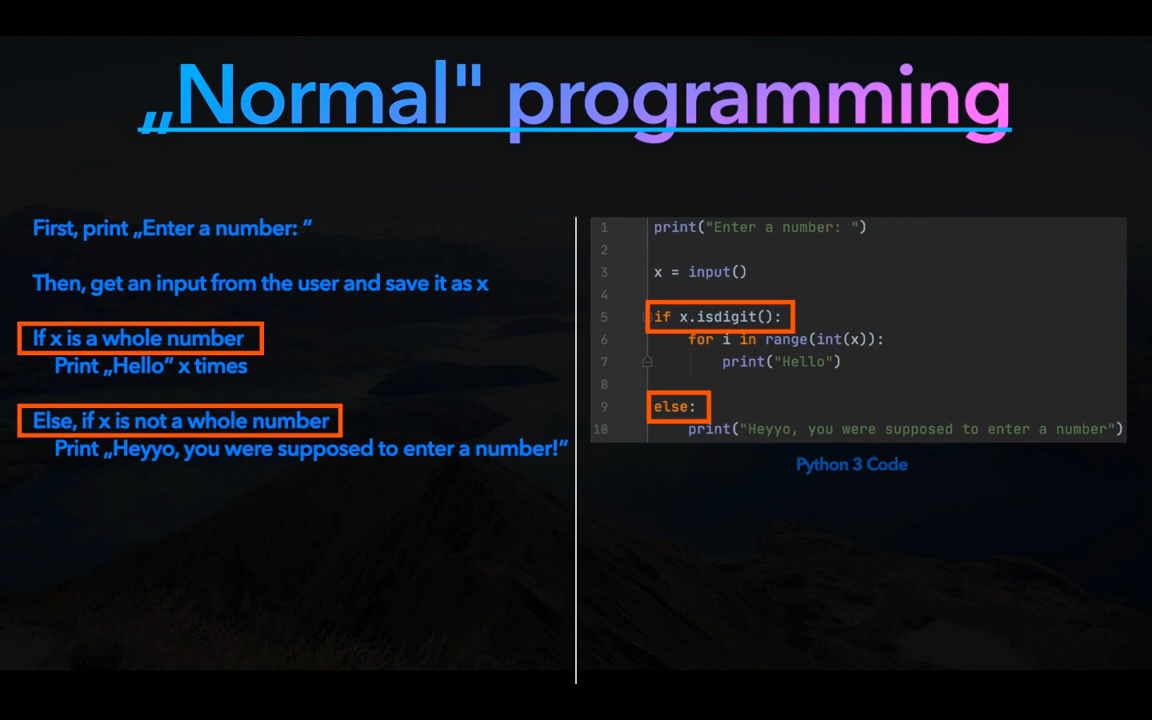 „Normal" programming
First, print „Enter a number: “
Then, get an input from the user and save it as x
If x is a whole number
Print „Hello“ x times
Else, if x is not a whole number
Print „Heyyo, you were supposed to enter a number!“
1 print("Enter a number: ")
2
3 x = input()
4
5 if x.isdigit():
6 for i in range(int(x)):
7 print("Hello")
8
9 else:
10 print("Heyyo, you were supposed to enter a number")
Python 3 Code